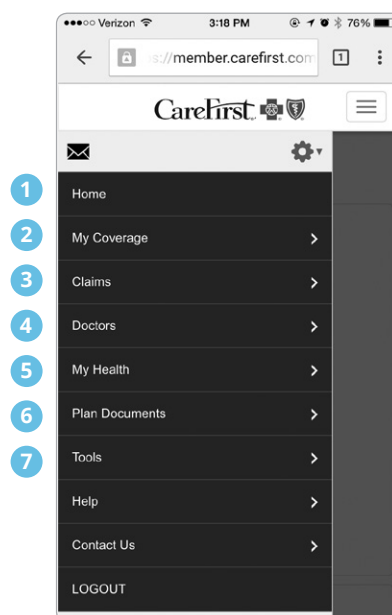 Verizon 3:18 PM 76%
s://member.carefirst.com 1
CareFirst
1 Home
2 My Coverage
3 Claims
4 Doctors
5 My Health
6 Plan Documents
7 Tools
Help
Contact Us
LOGOUT